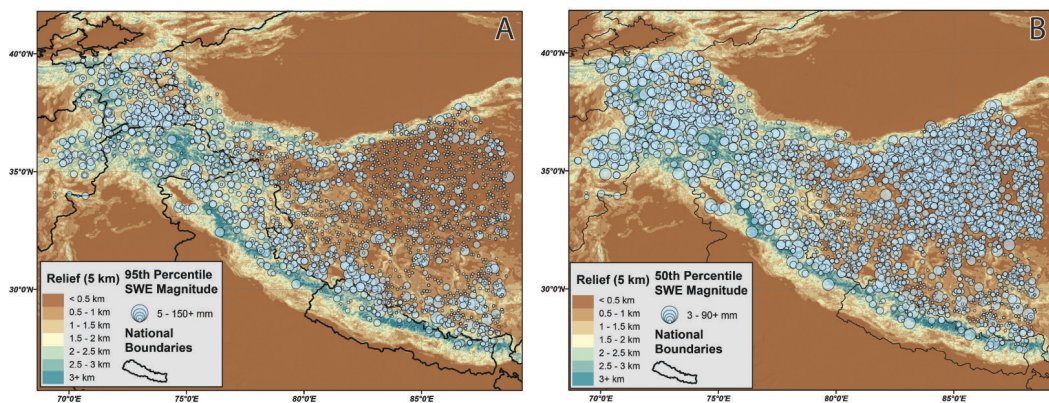 A
40°0'N
35°0'N
30°0'N
Relief (5 km)
< 0.5 km
0.5 - 1 km
1 - 1.5 km
1.5 - 2 km
2 - 2.5 km
2.5 - 3 km
3+ km
95th Percentile
SWE Magnitude
5 - 150+ mm
National
Boundaries
70°0'E
75°0'E
80°0'E
85°0'E
B
40°0'N
35°0'N
30°0'N
Relief (5 km)
< 0.5 km
0.5 - 1 km
1 - 1.5 km
1.5 - 2 km
2 - 2.5 km
2.5 - 3 km
3+ km
50th Percentile
SWE Magnitude
3 - 90+ mm
National
Boundaries
70°0'E
75°0'E
80°0'E
85°0'E